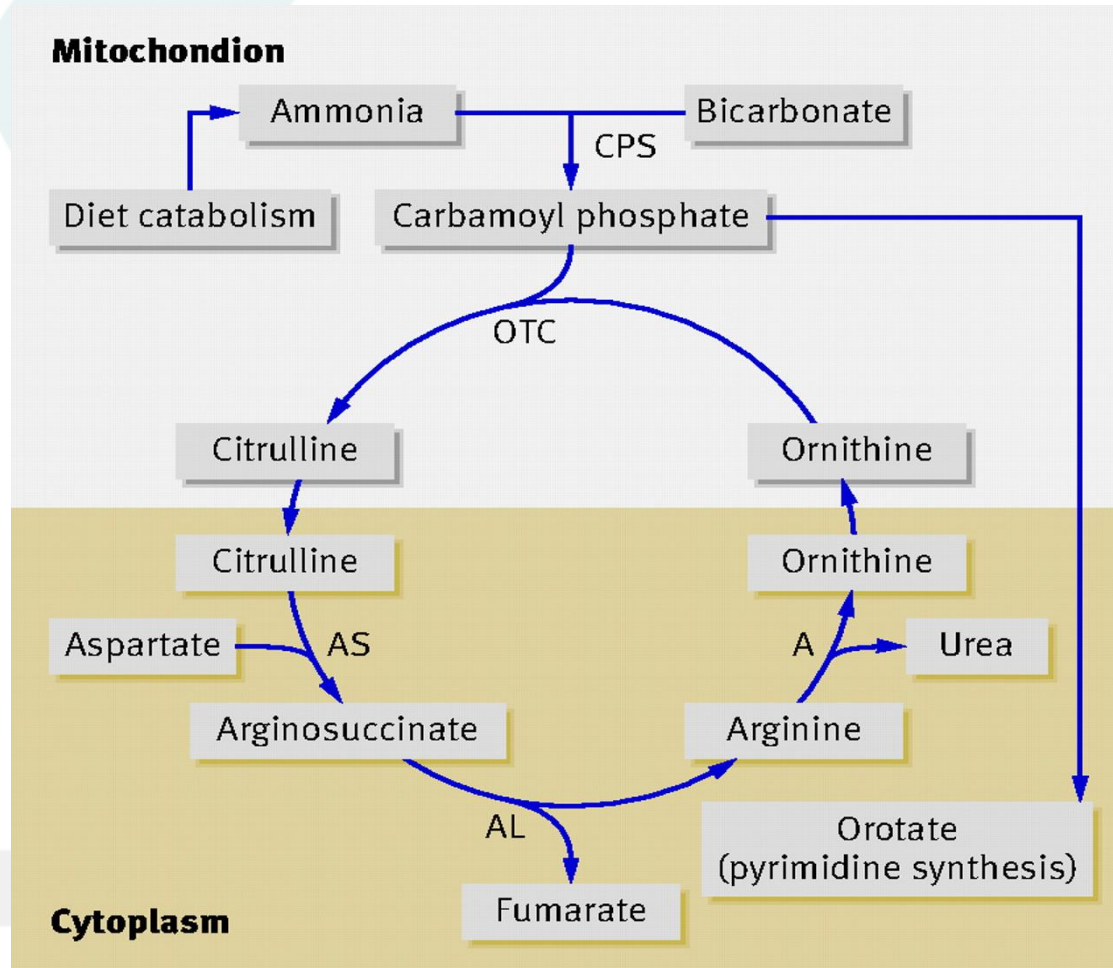 Mitochondion
Ammonia
Bicarbonate
CPS
Diet catabolism
Carbamoyl phosphate
OTC
Citrulline
Ornithine
Citrulline
Ornithine
Aspartate
AS
A
Urea
Arginosuccinate
Arginine
AL
Orotate
(pyrimidine synthesis)
Fumarate
Cytoplasm